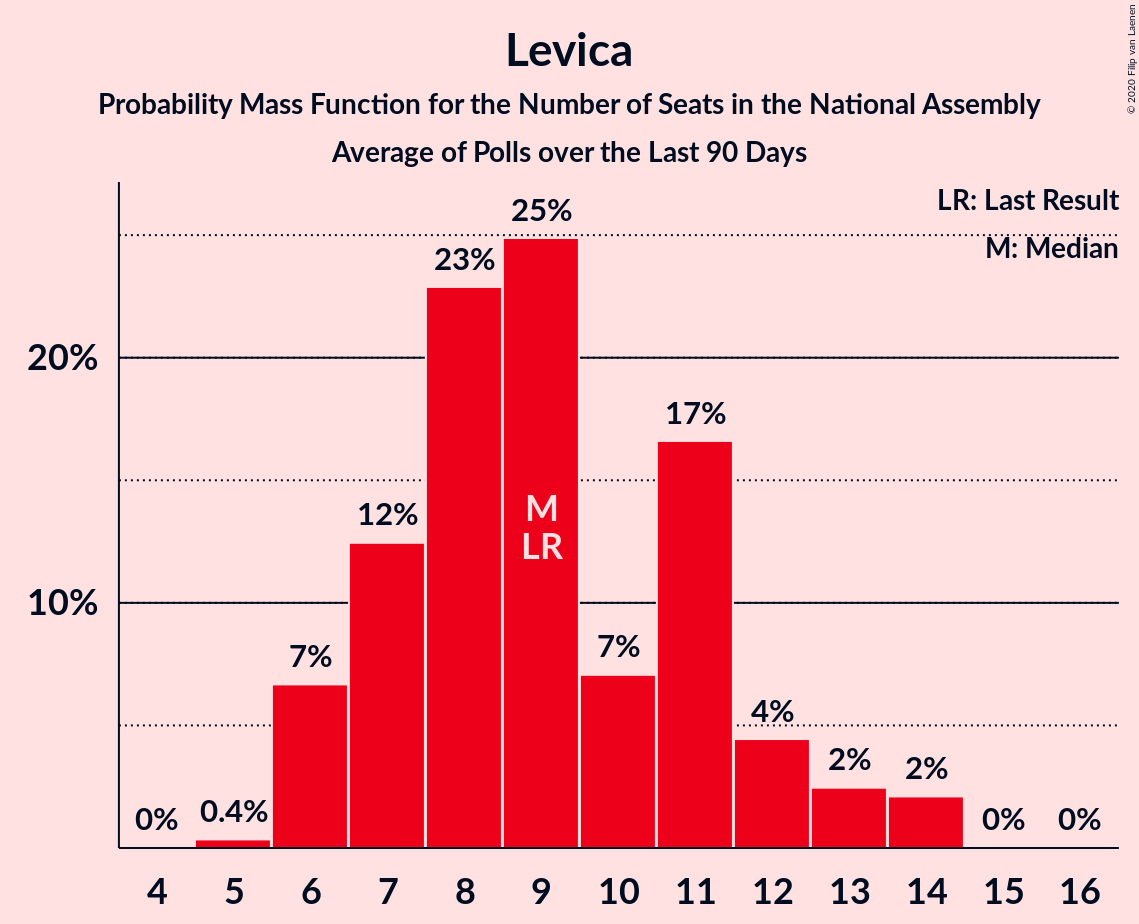 Levica
Probability Mass Function for the Number of Seats in the National Assembly
Average of Polls over the Last 90 Days
© 2020 Filip van Laenen
LR: Last Result
M: Median
20%
10%
0%
0.4%
7%
12%
23%
25%
7%
17%
4%
2%
2%
0%
0%
M
LR
4 5 6 7 8 9 10 11 12 13 14 15 16